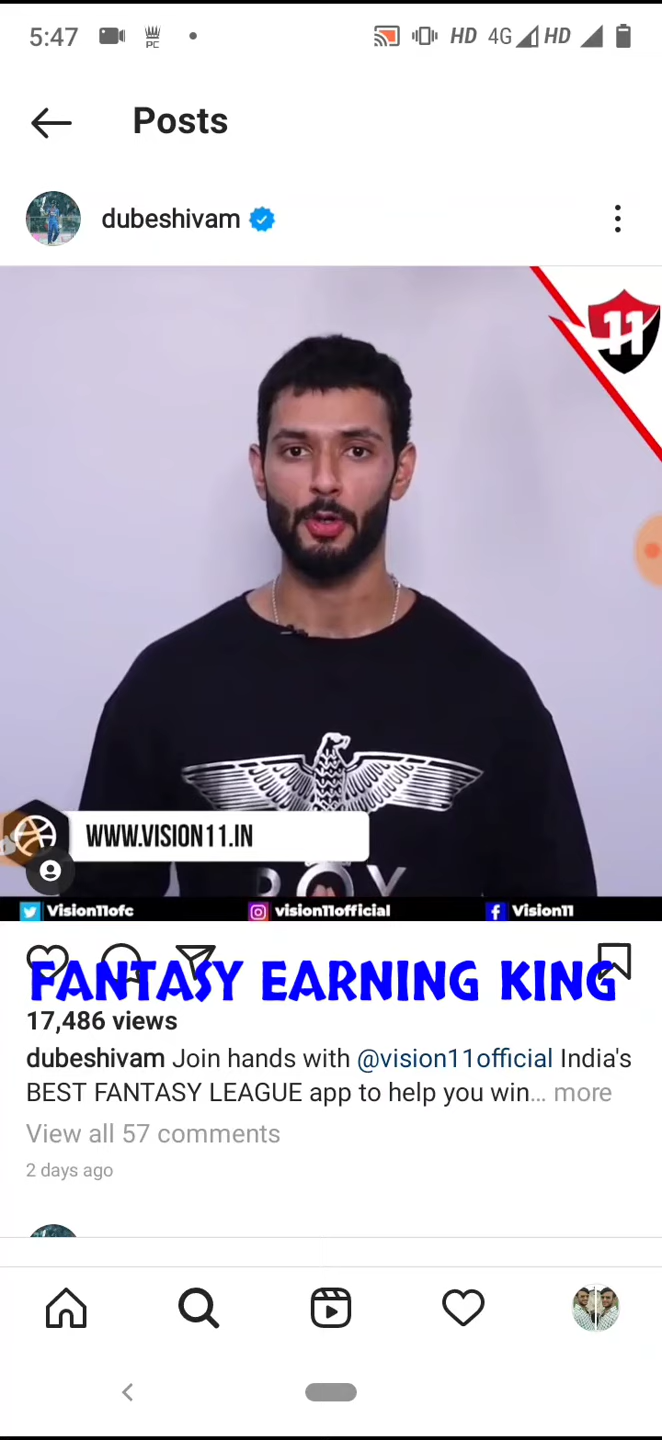 5:47 PC HD 4G HD
Posts
dubeshivam
11
WWW.VISION11.IN
BOY
Vision11ofc vision11official Vision11
FANTASY EARNING KING
17,486 views
dubeshivam Join hands with @vision11official India's
BEST FANTASY LEAGUE app to help you win... more
View all 57 comments
2 days ago